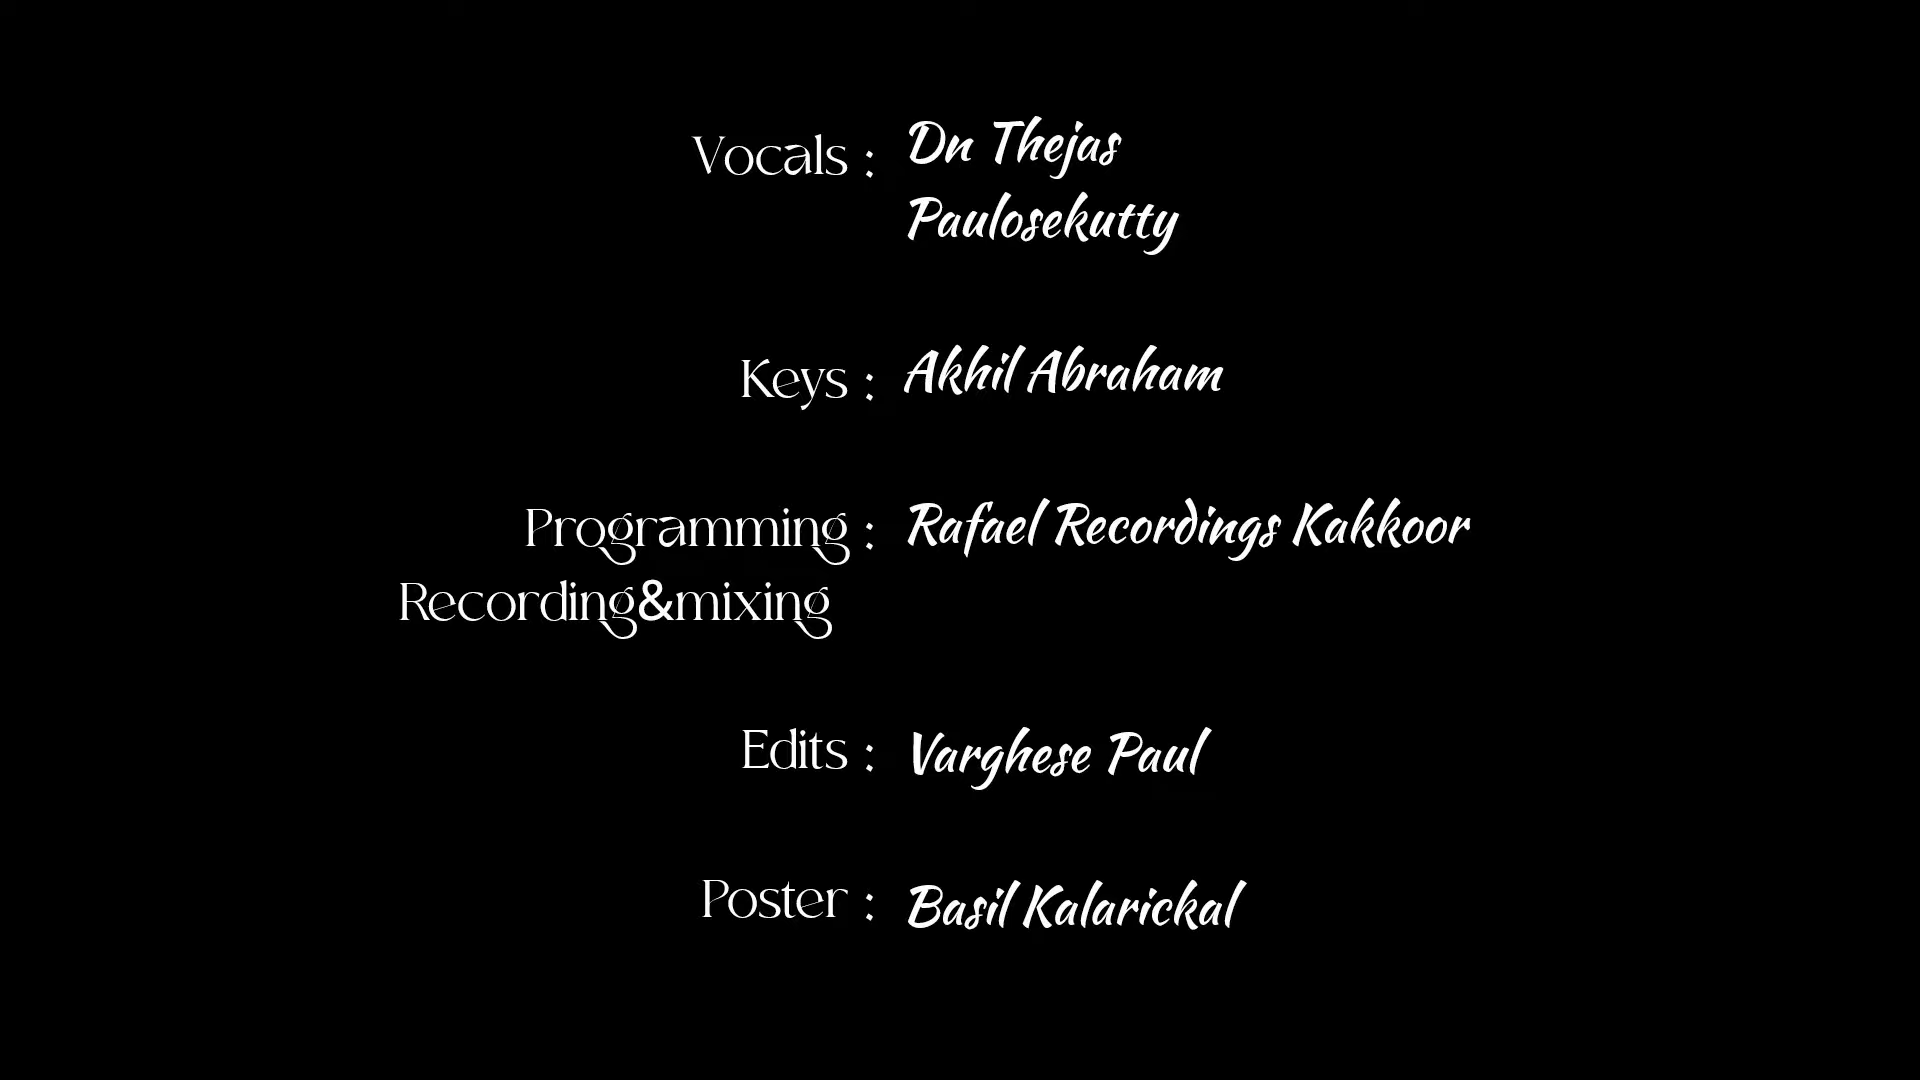 Vocals : Dn Thejas
Paulosekutty
Keys : Akhil Abraham
Programming : Rafael Recordings Kakkoor
Recording&mixing
Edits : Varghese Paul
Poster : Basil Kalarickal